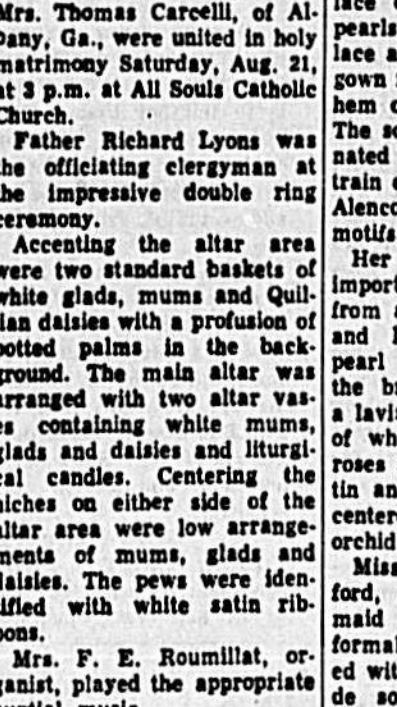 Mrs. Thomas Carcelli, of Al-
bany, Ga., were united in holy
matrimony Saturday, Aug. 21,
at 3 p.m. at All Souls Catholic
Church.
Father Richard Lyons was
the officiating clergyman at
the impressive double ring
ceremony.
Accenting the altar area
were two standard baskets of
white glads, mums and Quil-
lian daisies with a profusion of
potted palms in the back-
ground. The main altar was
arranged with two altar vas-
es containing white mums,
glads and daisies and liturgi-
cal candles. Centering the
niches on either side of the
altar area were low arrange-
ments of mums, glads and
daisies. The pews were iden-
tified with white satin rib-
bons.
Mrs. F. E. Roumillat, or-
ganist, played the appropriate
lace
pearls
lace a
gown
hem
The
nated
train
Alenco
motifs
Her
import
from
and
pearl
the
a lavis
of wh
roses
tin an
center
orchid
Miss
ford,
maid
formal
ed wit
de so